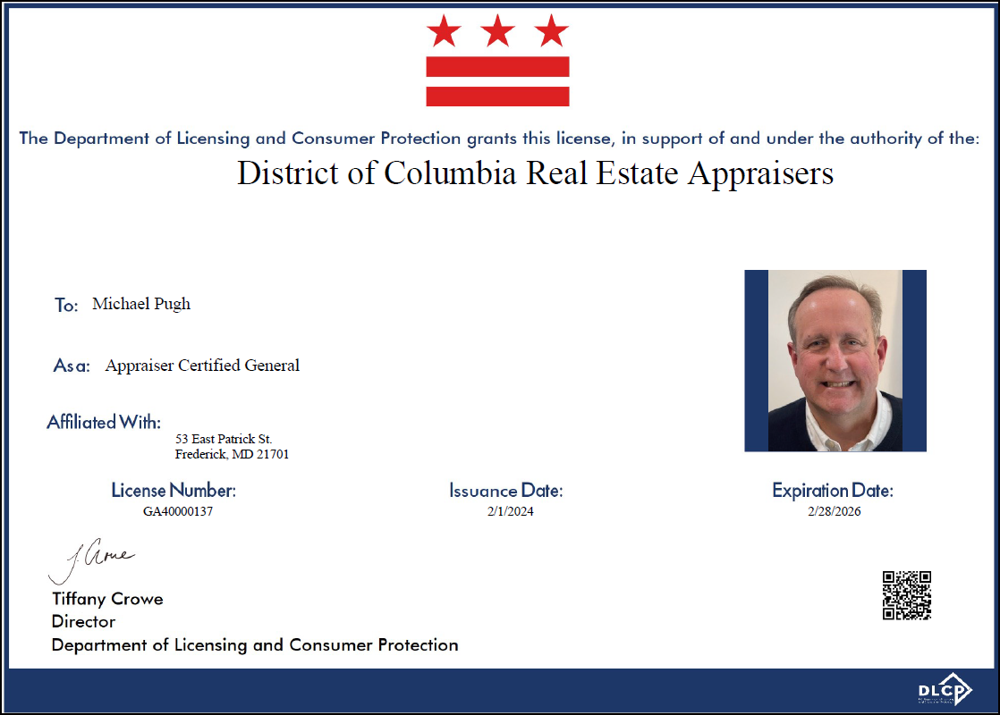 The Department of Licensing and Consumer Protection grants this license, in support of and under the authority of the:
District of Columbia Real Estate Appraisers
To: Michael Pugh
As a: Appraiser Certified General
Affiliated With:
53 East Patrick St.
Frederick, MD 21701
License Number: Issuance Date: Expiration Date:
GA40000137 2/1/2024 2/28/2026
J. Crowe
Tiffany Crowe
Director
Department of Licensing and Consumer Protection
DLCP